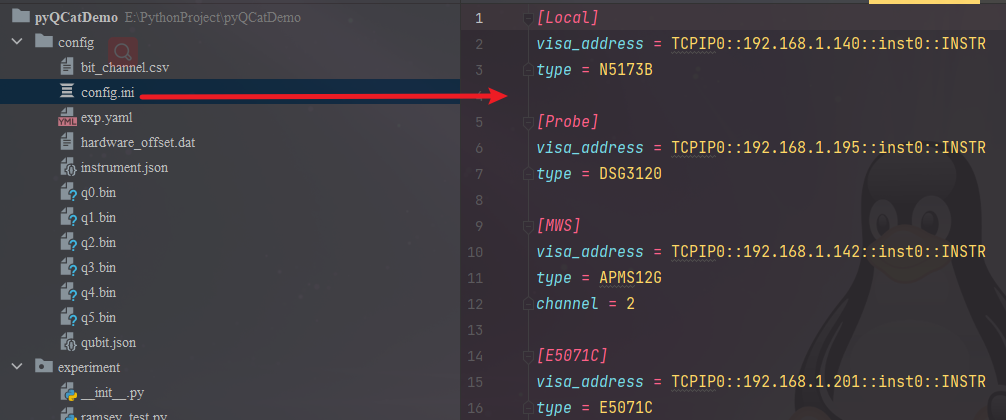 pyQCatDemo E:\PythonProject\pyQCatDemo
config
bit_channel.csv
config.ini
exp.yaml
hardware_offset.dat
instrument.json
q0.bin
q1.bin
q2.bin
q3.bin
q4.bin
q5.bin
qubit.json
experiment
__init__.py
ramsey_test.py
1 [Local]
2 visa_address = TCPIP0::192.168.1.140::inst0::INSTR
3 type = N5173B
4
5 [Probe]
6 visa_address = TCPIP0::192.168.1.195::inst0::INSTR
7 type = DSG3120
8
9 [MWS]
10 visa_address = TCPIP0::192.168.1.142::inst0::INSTR
11 type = APMS12G
12 channel = 2
13
14 [E5071C]
15 visa_address = TCPIP0::192.168.1.201::inst0::INSTR
16 type = E5071C